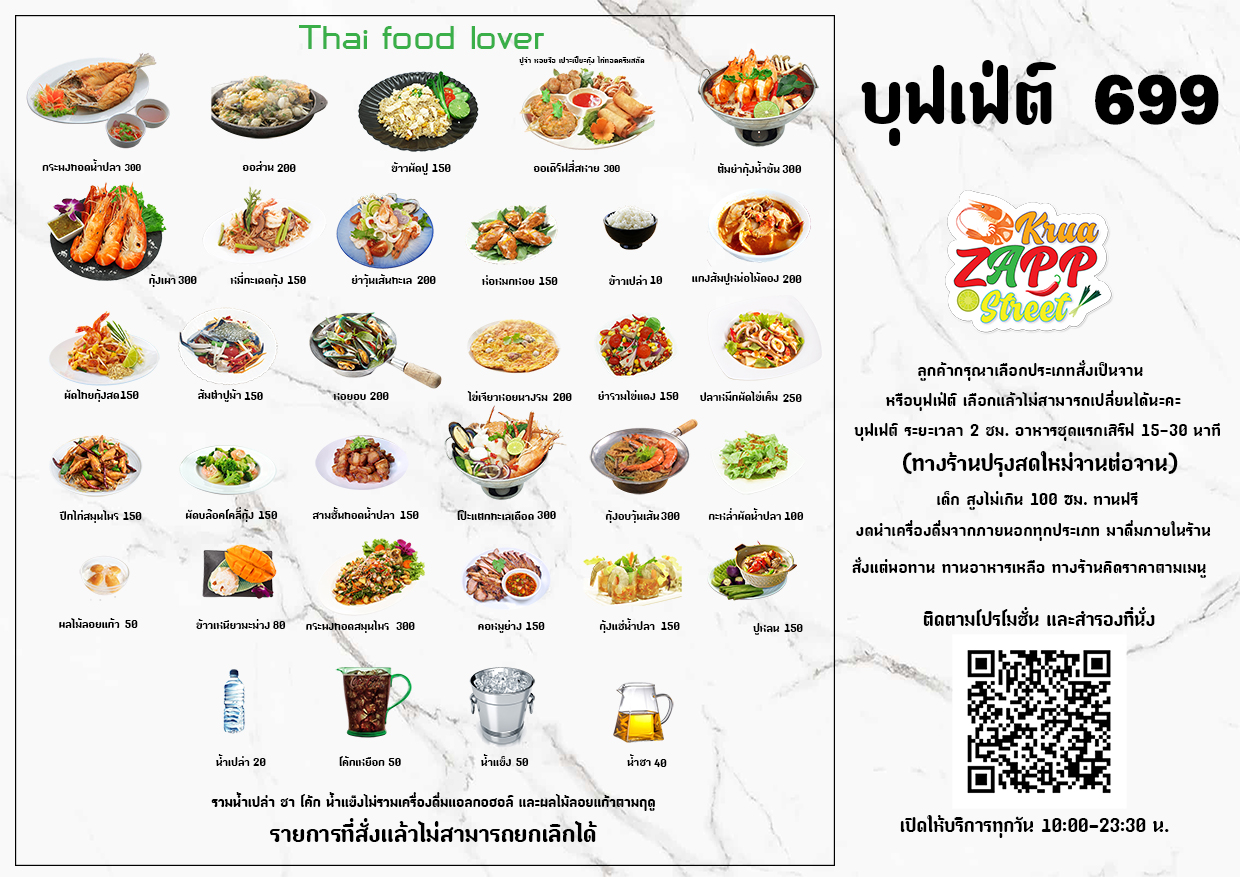 Thai food lover
ปูจ๋า หอยจ๊อ เปาะเปี๊ยะกุ้ง ไก่ทอดครีมสลัด
กระพงทอดน้ำปลา 300
ออส่วน 200
ข้าวผัดปู 150
ออเดิร์ฟสี่สหาย 300
ต้มยำกุ้งน้ำข้น 300
กุ้งเผา 300
หมี่กะเฉดกุ้ง 150
ยำวุ้นเส้นทะเล 200
ห่อหมกหอย 150
ข้าวเปล่า 10
แกงส้มปูหน่อไม้ดอง 200
ผัดไทยกุ้งสด150
ส้มตำปูม้า 150
หอยอบ 200
ไข่เจียวหอยนางรม 200
ยำรวมไข่แดง 150
ปลาหมึกผัดไข่เค็ม 250
ปีกไก่สมุนไพร 150
ผัดบล๊อคโคลี่กุ้ง 150
สามชั้นทอดน้ำปลา 150
โป๊ะแตกทะเลเดือด 300
กุ้งอบวุ้นเส้น 300
กะหล่ำผัดน้ำปลา 100
ผลไม้ลอยแก้ว 50
ข้าวเหนียวมะม่วง 80
กระพงทอดสมุนไพร 300
คอหมูย่าง 150
กุ้งแช่น้ำปลา 150
ปูหลน 150
น้ำเปล่า 20
โค้กเหยือก 50
น้ำแข็ง 50
น้ำชา 40
รวมน้ำเปล่า ชา โค้ก น้ำแข็งไม่รวมเครื่องดื่มแอลกอฮอล์ และผลไม้ลอยแก้วตามฤดู
รายการที่สั่งแล้วไม่สามารถยกเลิกได้
บุฟเฟ่ต์ 699
Krua
ZAPP
Street
ลูกค้ากรุณาเลือกประเภทสั่งเป็นจาน
หรือบุฟเฟ่ต์ เลือกแล้วไม่สามารถเปลี่ยนได้นะคะ
บุฟเฟต์ ระยะเวลา 2 ชม. อาหารชุดแรกเสิร์ฟ 15-30 นาที
(ทางร้านปรุงสดใหม่จานต่อจาน)
เด็ก สูงไม่เกิน 100 ซม. ทานฟรี
งดนำเครื่องดื่มจากภายนอกทุกประเภท มาดื่มภายในร้าน
สั่งแต่พอทาน ทานอาหารเหลือ ทางร้านคิดราคาตามเมนู
ติดตามโปรโมชั่น และสำรองที่นั่ง
เปิดให้บริการทุกวัน 10:00-23:30 น.